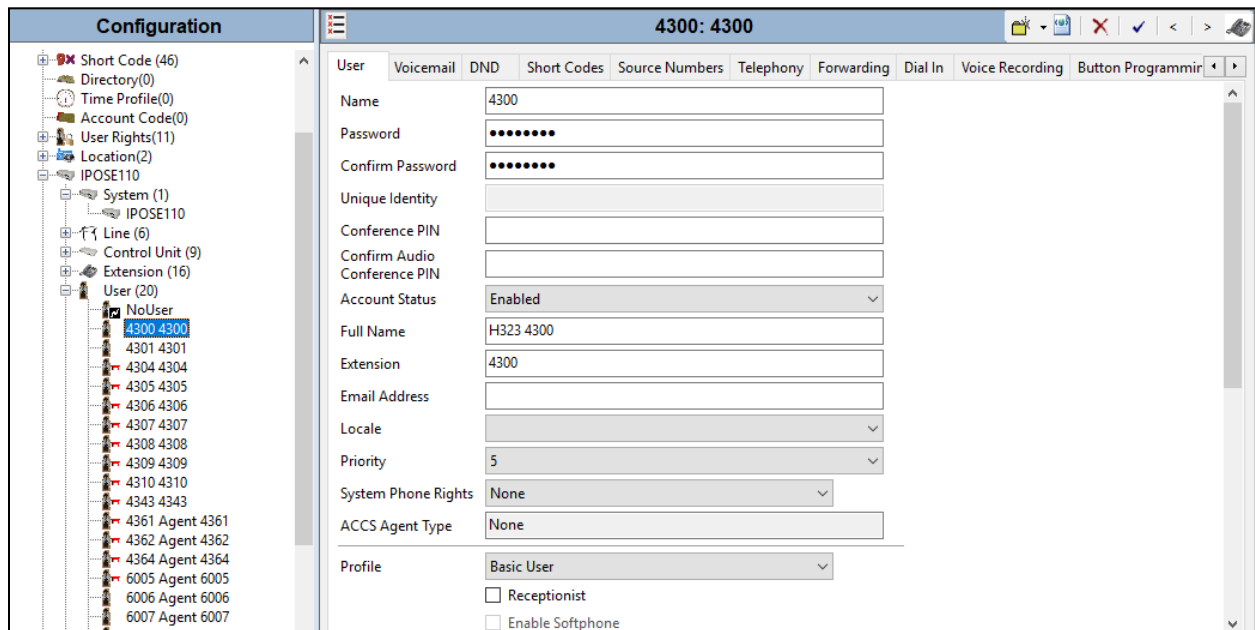 Configuration
Short Code (46)
Directory(0)
Time Profile(0)
Account Code(0)
User Rights(11)
Location(2)
IPOSE110
System (1)
IPOSE110
Line (6)
Control Unit (9)
Extension (16)
User (20)
NoUser
4300 4300
4301 4301
4304 4304
4305 4305
4306 4306
4307 4307
4308 4308
4309 4309
4310 4310
4343 4343
4361 Agent 4361
4362 Agent 4362
4364 Agent 4364
6005 Agent 6005
6006 Agent 6006
6007 Agent 6007
4300: 4300
User Voicemail DND Short Codes Source Numbers Telephony Forwarding Dial In Voice Recording Button Programmin
Name 4300
Password ●●●●●●●●
Confirm Password ●●●●●●●●
Unique Identity
Conference PIN
Confirm Audio
Conference PIN
Account Status Enabled
Full Name H323 4300
Extension 4300
Email Address
Locale
Priority 5
System Phone Rights None
ACCS Agent Type None
Profile Basic User
Receptionist
Enable Softphone